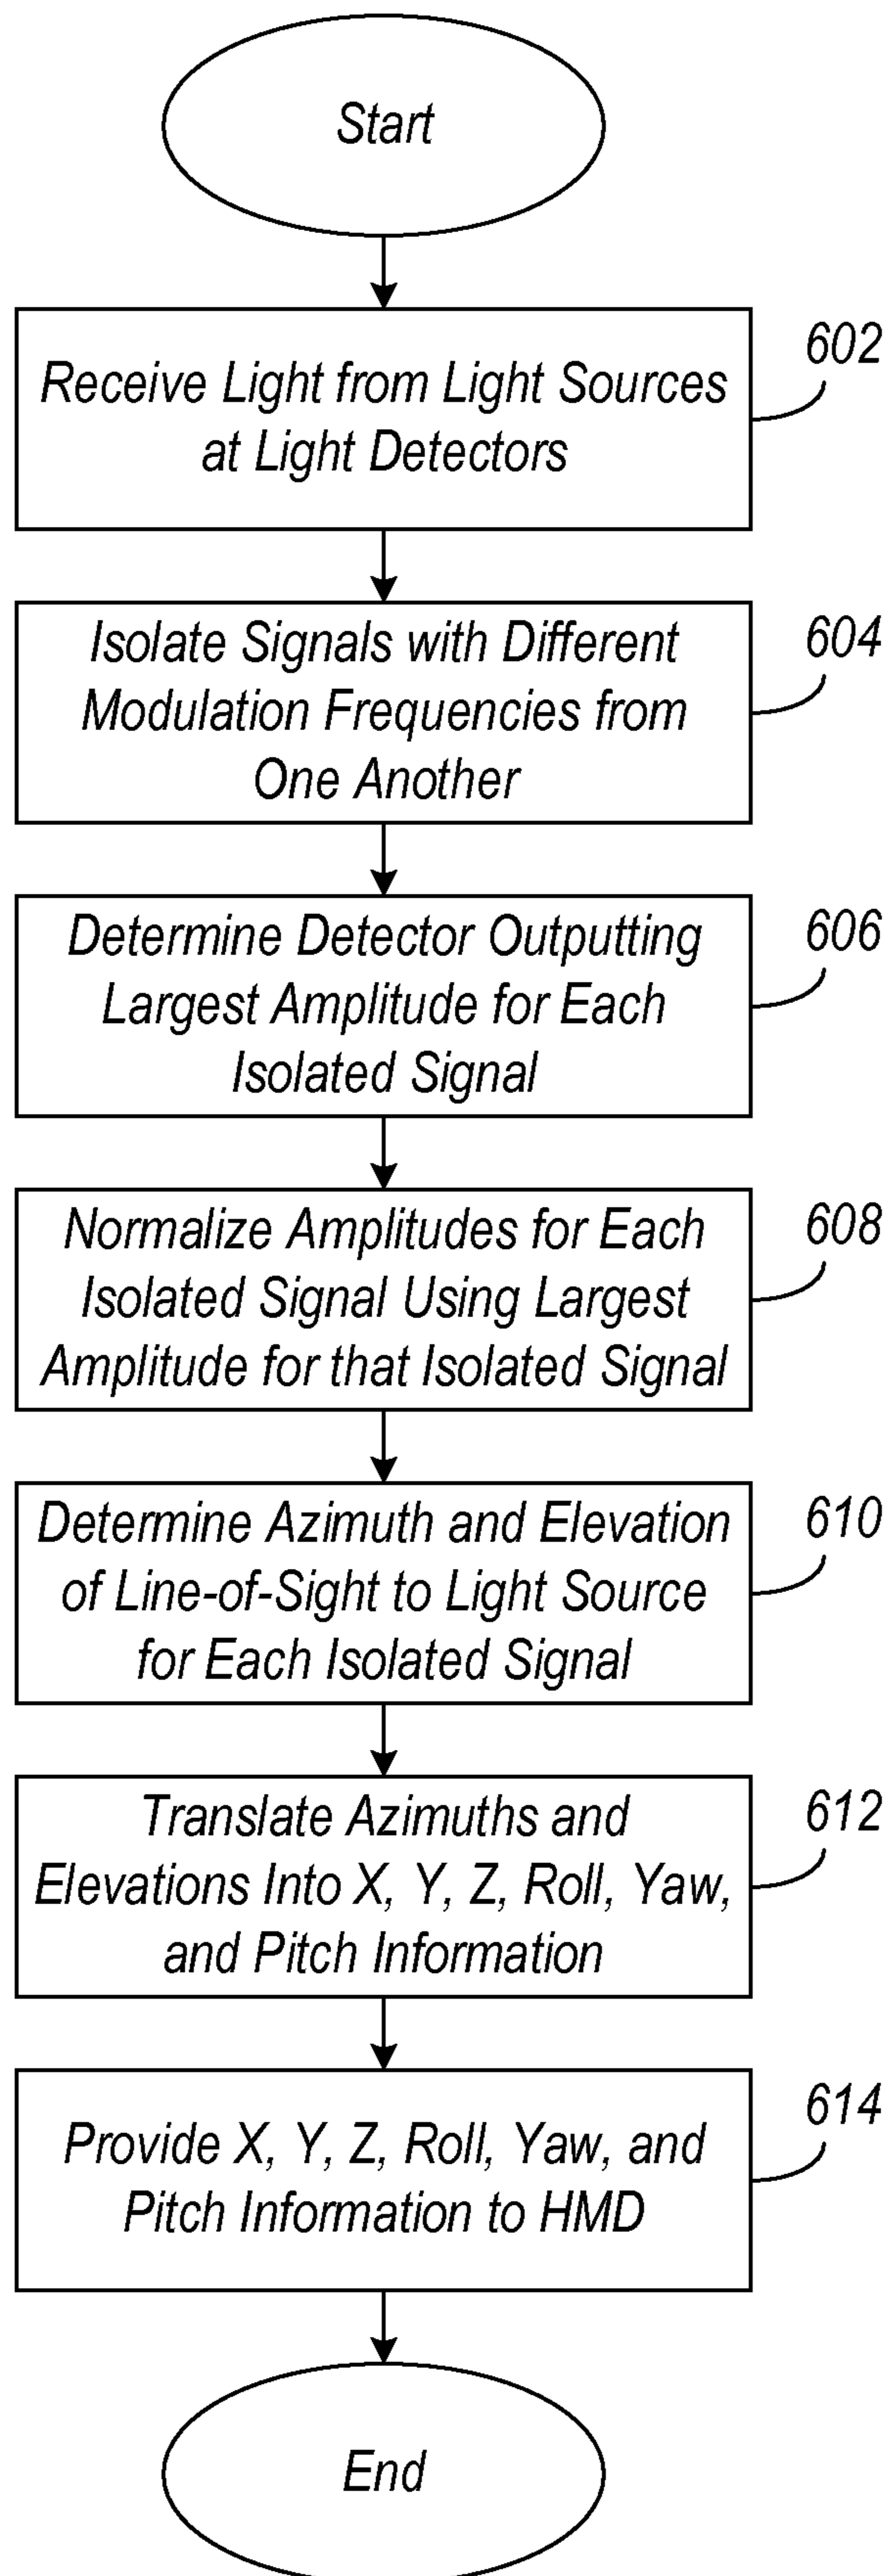 Start
Receive Light from Light Sources
at Light Detectors
602
Isolate Signals with Different
Modulation Frequencies from
One Another
604
Determine Detector Outputting
Largest Amplitude for Each
Isolated Signal
606
Normalize Amplitudes for Each
Isolated Signal Using Largest
Amplitude for that Isolated Signal
608
Determine Azimuth and Elevation
of Line-of-Sight to Light Source
for Each Isolated Signal
610
Translate Azimuths and
Elevations Into X, Y, Z, Roll, Yaw,
and Pitch Information
612
Provide X, Y, Z, Roll, Yaw, and
Pitch Information to HMD
614
End